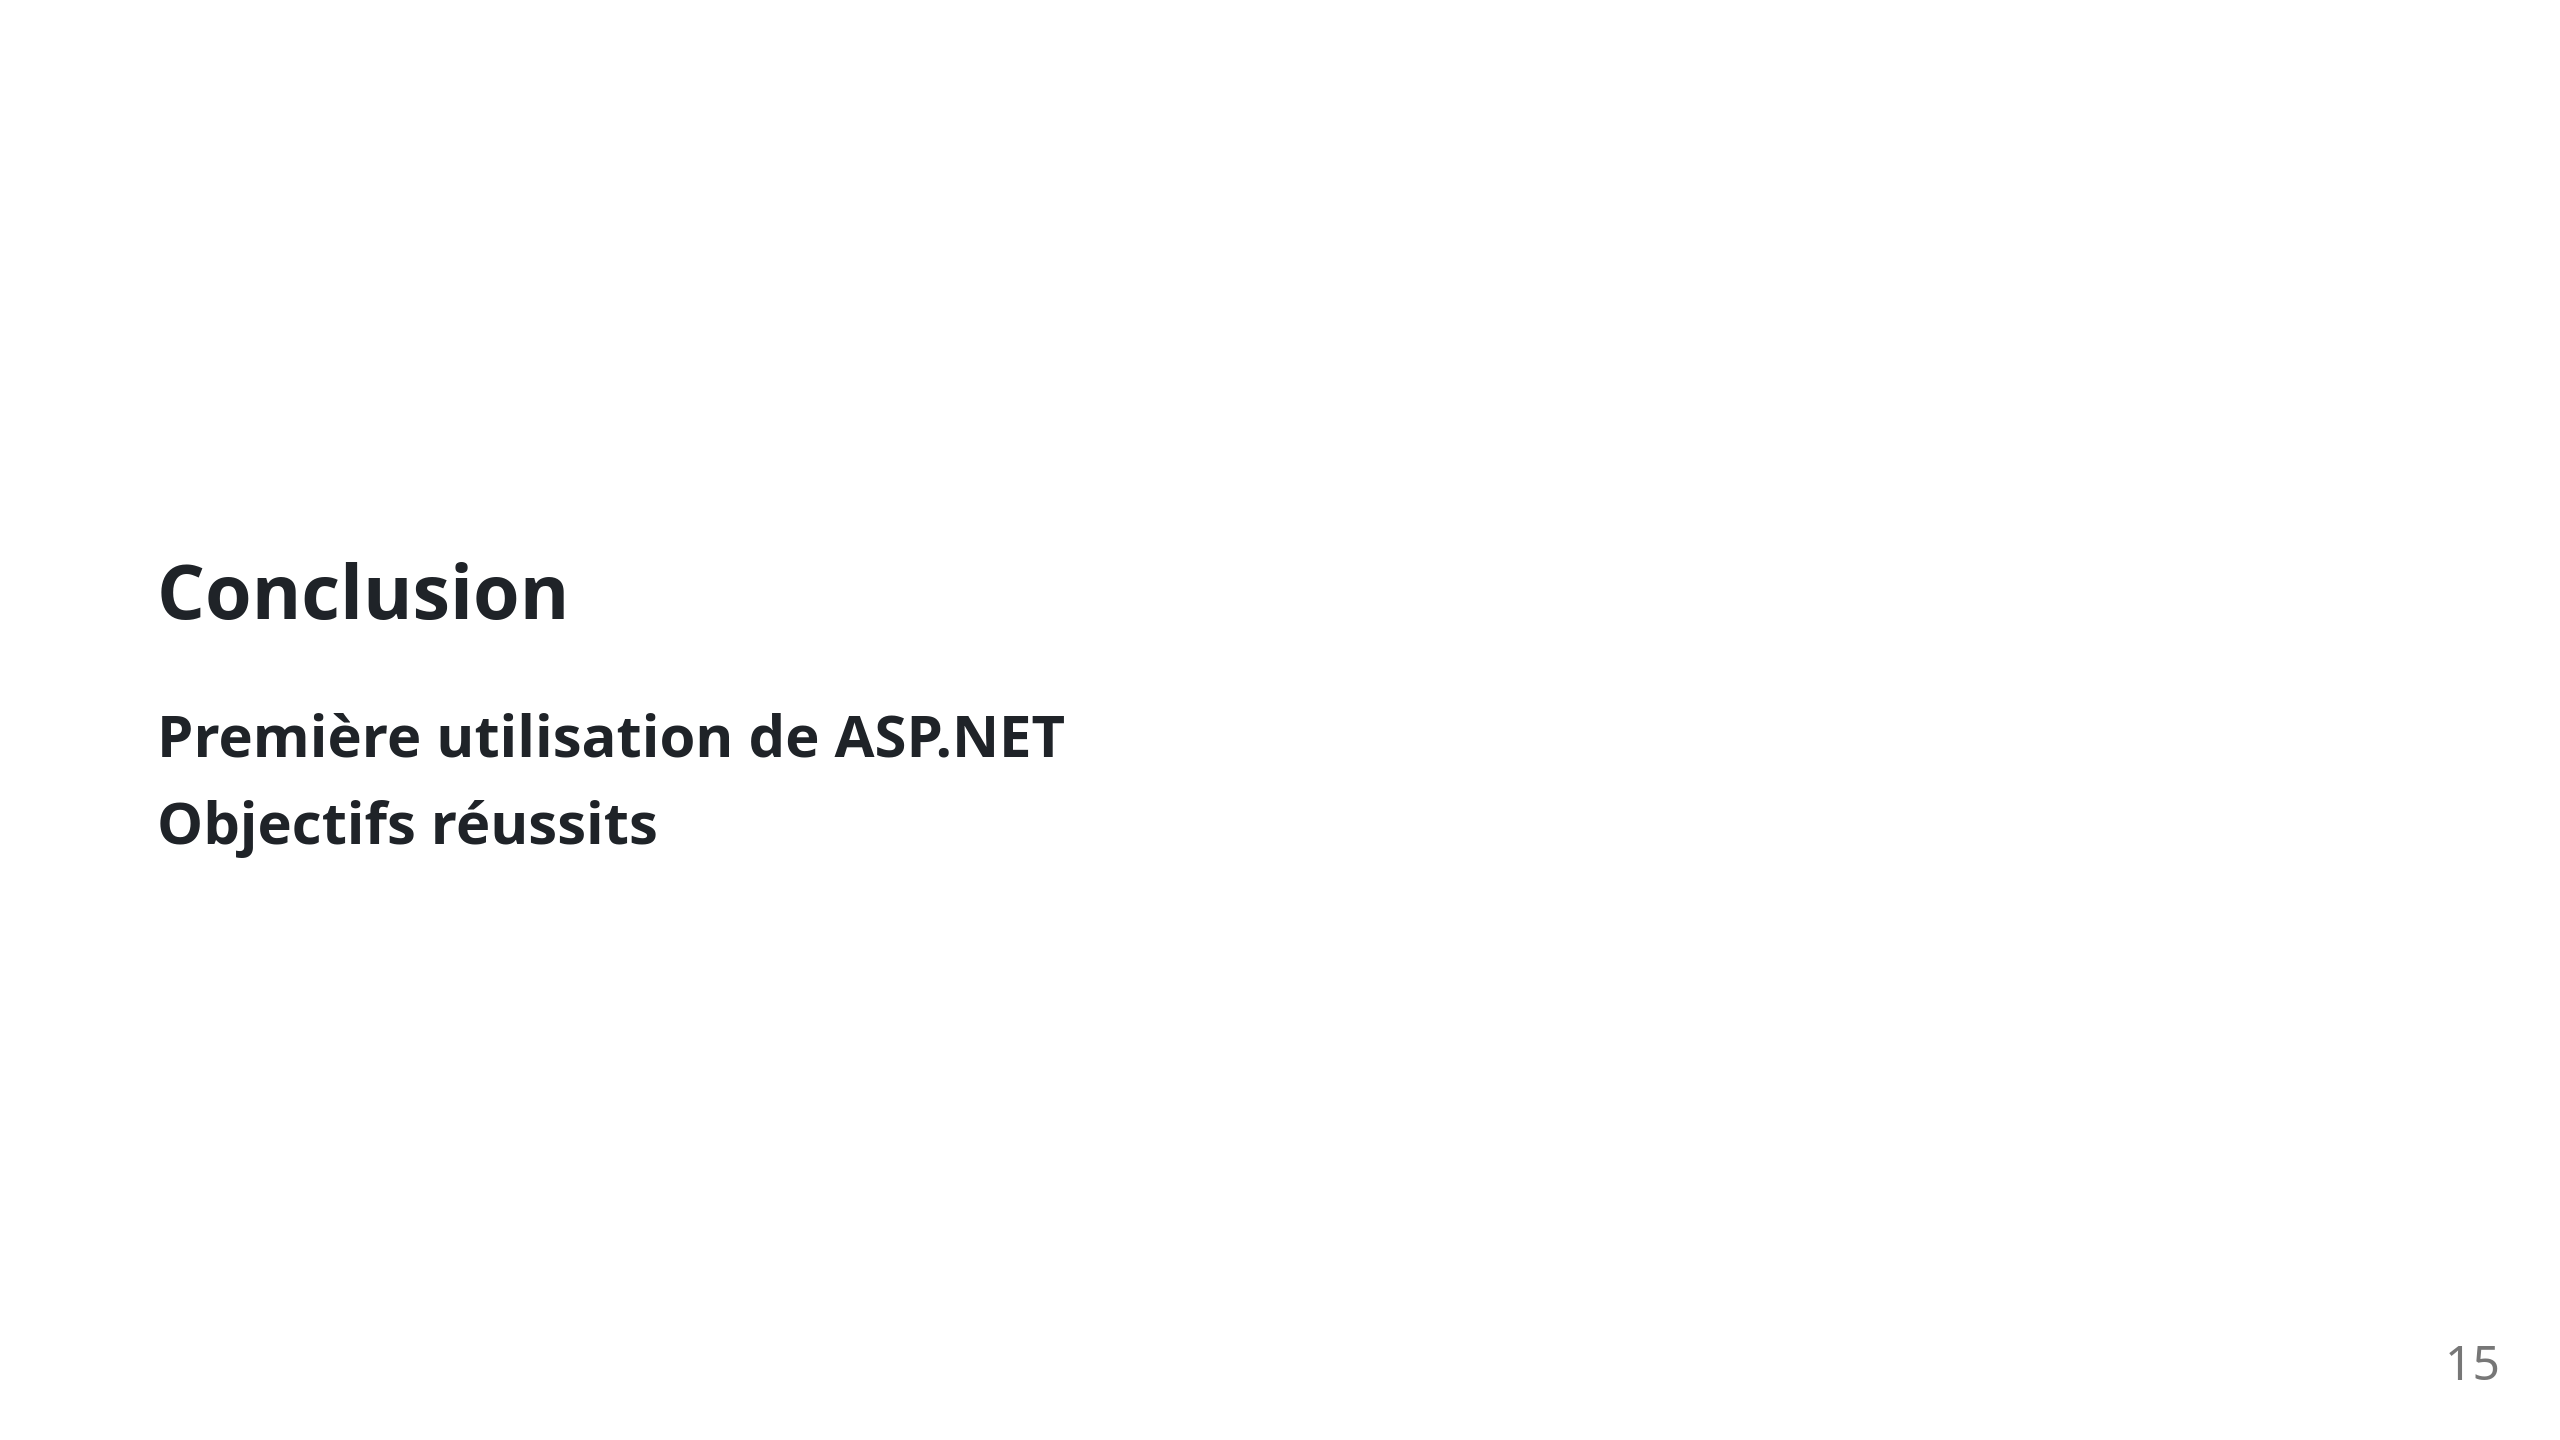 Conclusion
Première utilisation de ASP.NET
Objectifs réussits
15